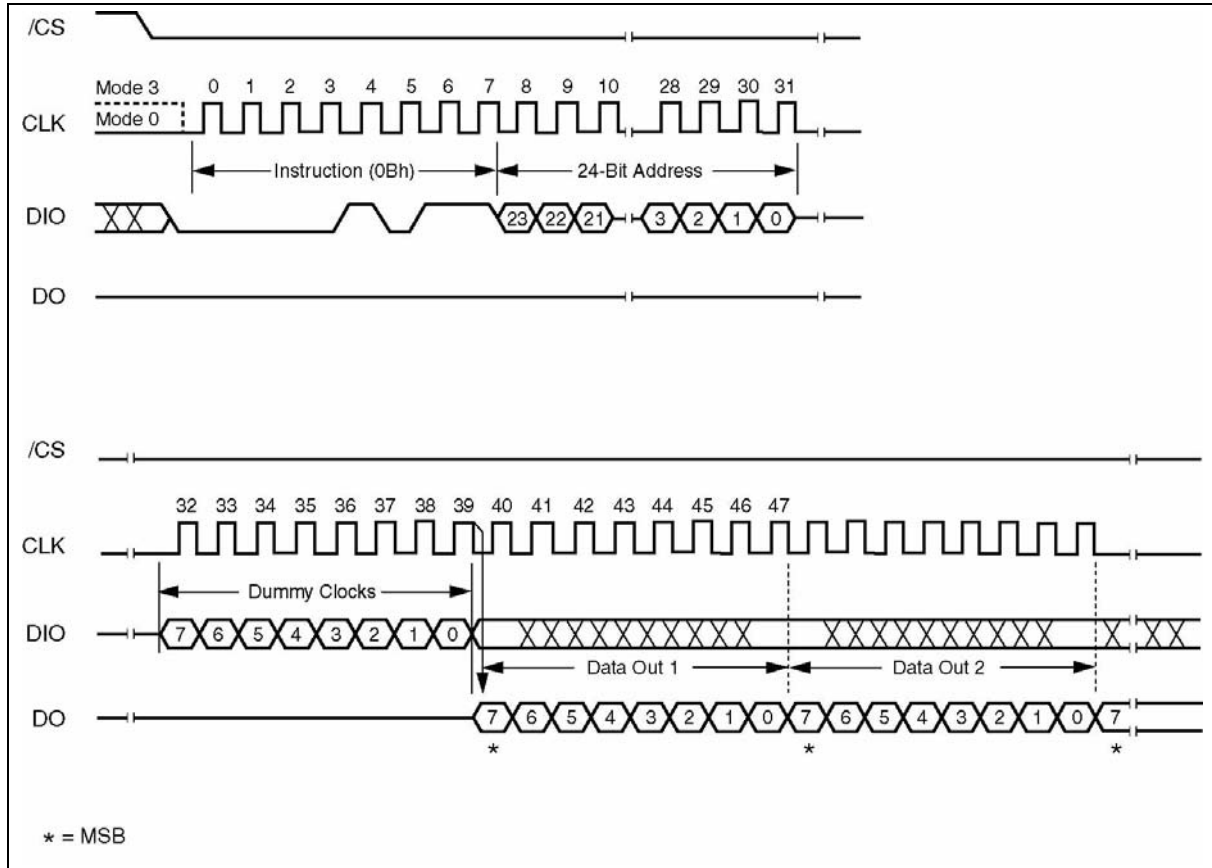 /CS
Mode 3 0 1 2 3 4 5 6 7 8 9 10 28 29 30 31
CLK Mode 0
Instruction (0Bh) 24-Bit Address
DIO 23 22 21 3 2 1 0
DO
/CS
32 33 34 35 36 37 38 39 40 41 42 43 44 45 46 47
CLK
Dummy Clocks
DIO 7 6 5 4 3 2 1 0
Data Out 1 Data Out 2
DO 7 6 5 4 3 2 1 0 7 6 5 4 3 2 1 0 7
* * *
* = MSB